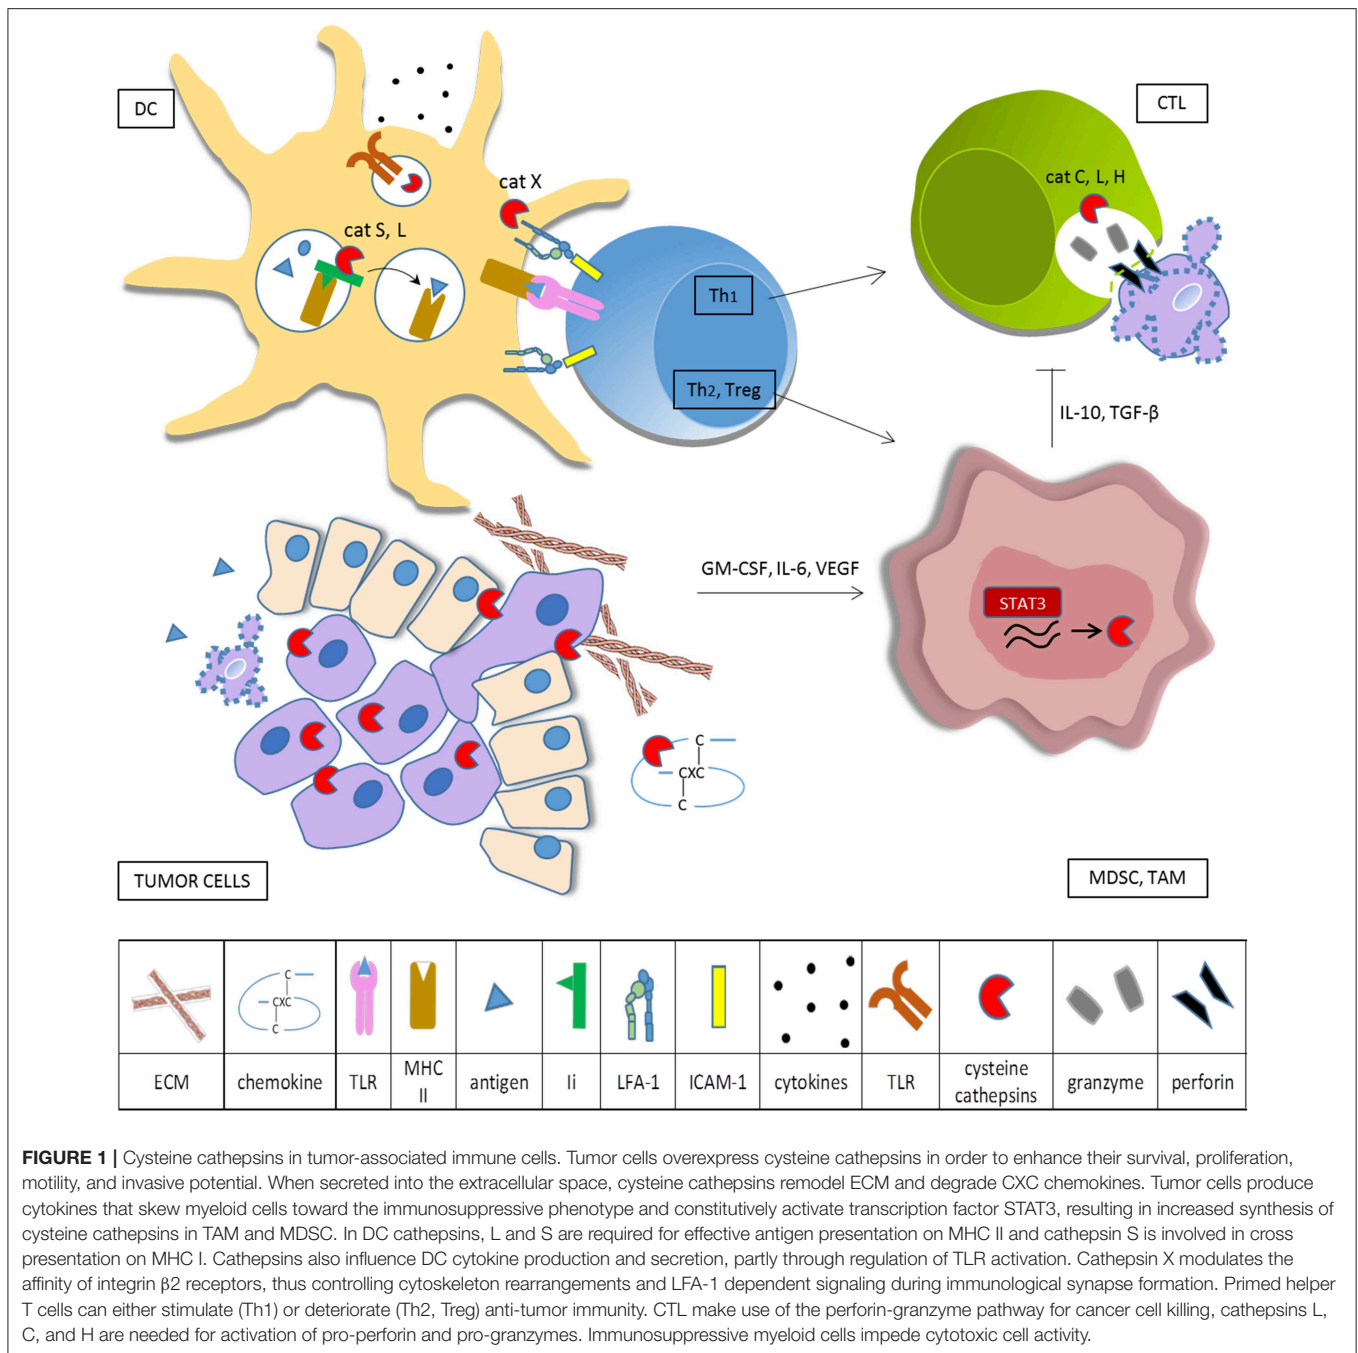 DC
CTL
cat X
cat C, L, H
cat S, L
Th1
Th2, Treg
IL-10, TGF-β
GM-CSF, IL-6, VEGF
STAT3
C
CXC
C
TUMOR CELLS
MDSC, TAM
C
CXC
C
ECM
chemokine
TLR
MHC
II
antigen
Ii
LFA-1
ICAM-1
cytokines
TLR
cysteine
cathepsins
granzyme
perforin
FIGURE 1 | Cysteine cathepsins in tumor-associated immune cells. Tumor cells overexpress cysteine cathepsins in order to enhance their survival, proliferation,
motility, and invasive potential. When secreted into the extracellular space, cysteine cathepsins remodel ECM and degrade CXC chemokines. Tumor cells produce
cytokines that skew myeloid cells toward the immunosuppressive phenotype and constitutively activate transcription factor STAT3, resulting in increased synthesis of
cysteine cathepsins in TAM and MDSC. In DC cathepsins, L and S are required for effective antigen presentation on MHC II and cathepsin S is involved in cross
presentation on MHC I. Cathepsins also influence DC cytokine production and secretion, partly through regulation of TLR activation. Cathepsin X modulates the
affinity of integrin β2 receptors, thus controlling cytoskeleton rearrangements and LFA-1 dependent signaling during immunological synapse formation. Primed helper
T cells can either stimulate (Th1) or deteriorate (Th2, Treg) anti-tumor immunity. CTL make use of the perforin-granzyme pathway for cancer cell killing, cathepsins L,
C, and H are needed for activation of pro-perforin and pro-granzymes. Immunosuppressive myeloid cells impede cytotoxic cell activity.